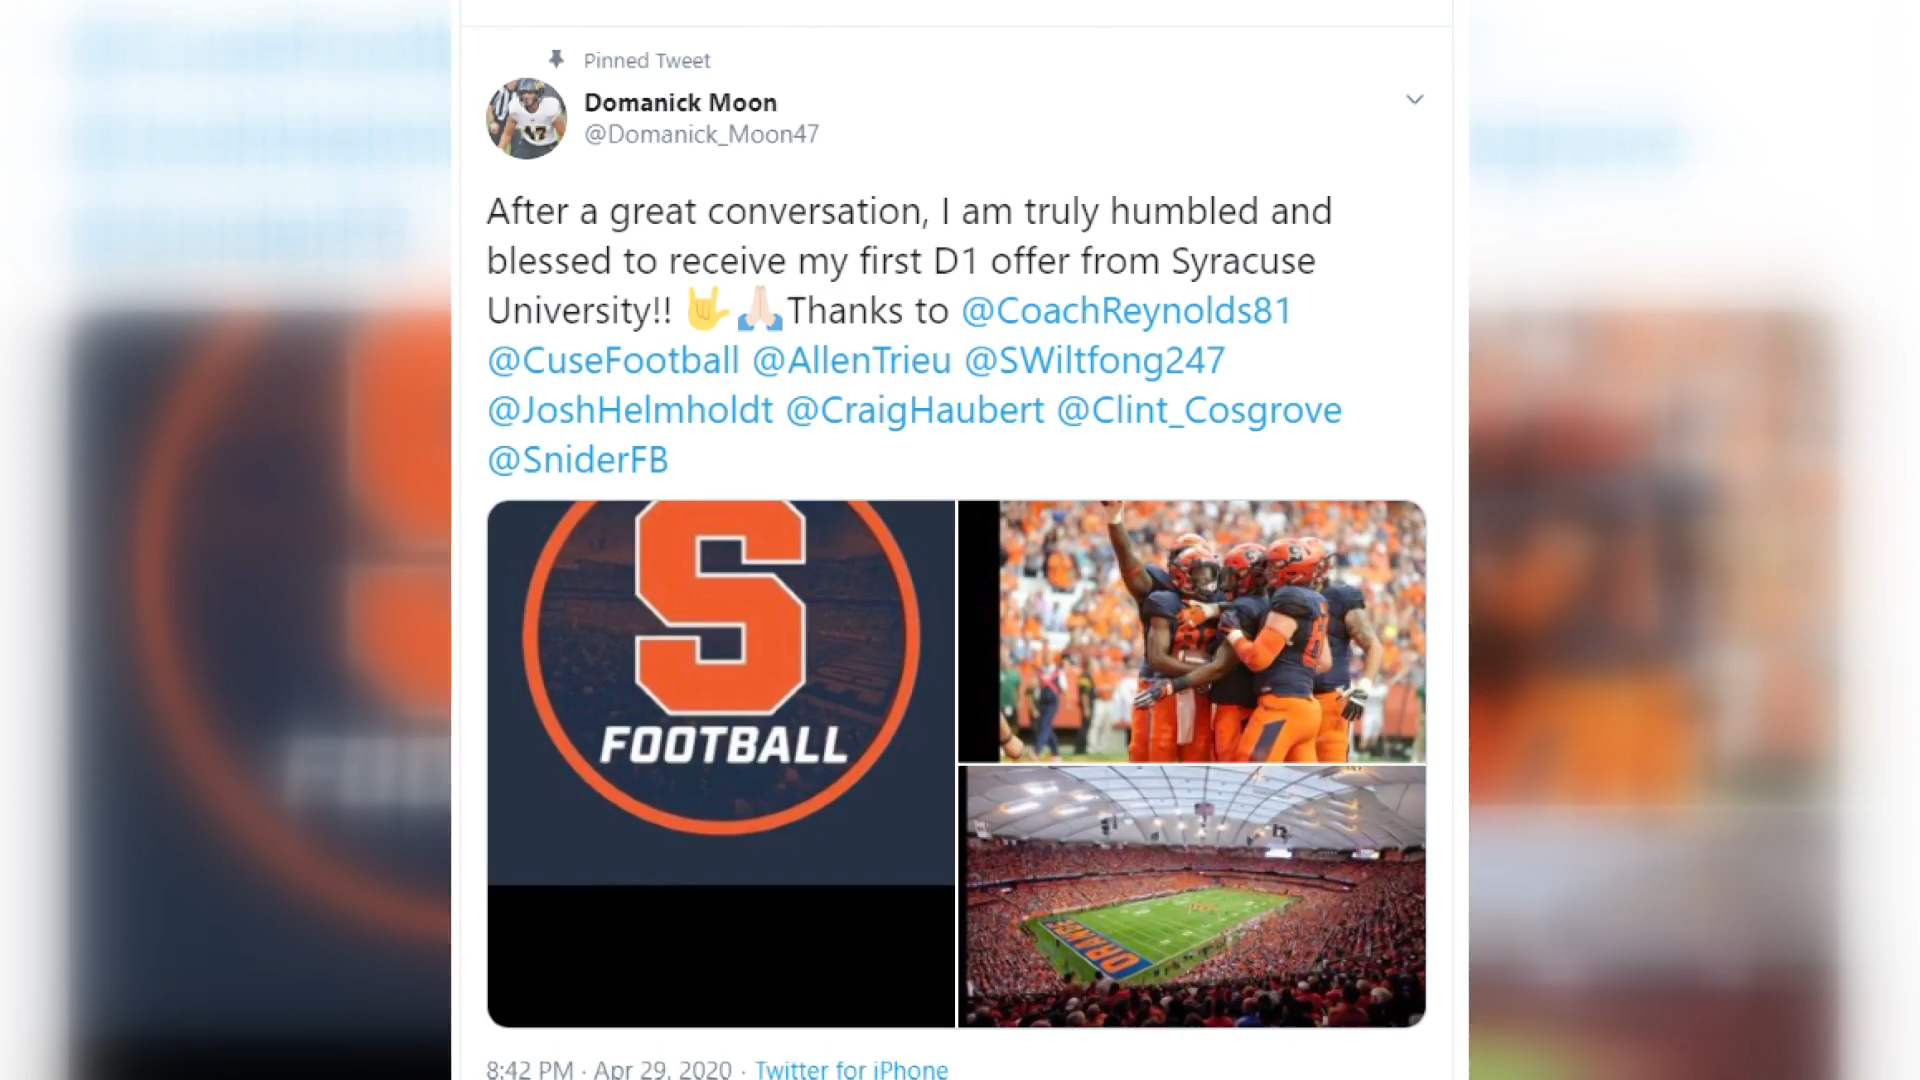 Pinned Tweet
Domanick Moon
@Domanick_Moon47
After a great conversation, I am truly humbled and
blessed to receive my first D1 offer from Syracuse
University!! 🤟🙏🏻Thanks to @CoachReynolds81
@CuseFootball @AllenTrieu @SWiltfong247
@JoshHelmholdt @CraigHaubert @Clint_Cosgrove
@SniderFB
S
FOOTBALL
ORANGE
8:42 PM · Apr 29, 2020 · Twitter for iPhone